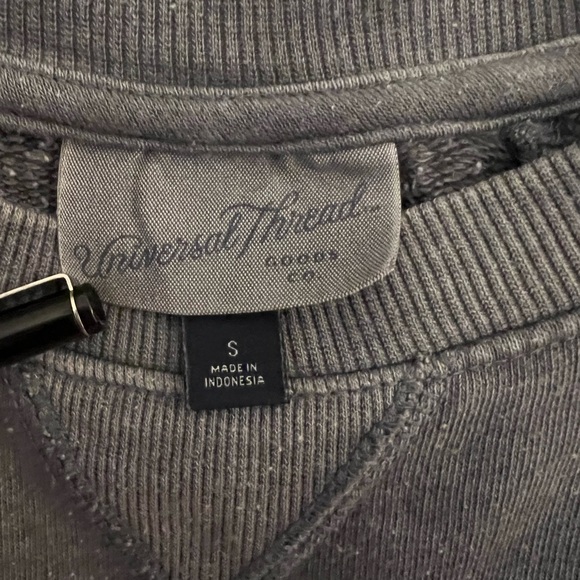 Universal Thread
GOODS
CO.
S
MADE IN
INDONESIA